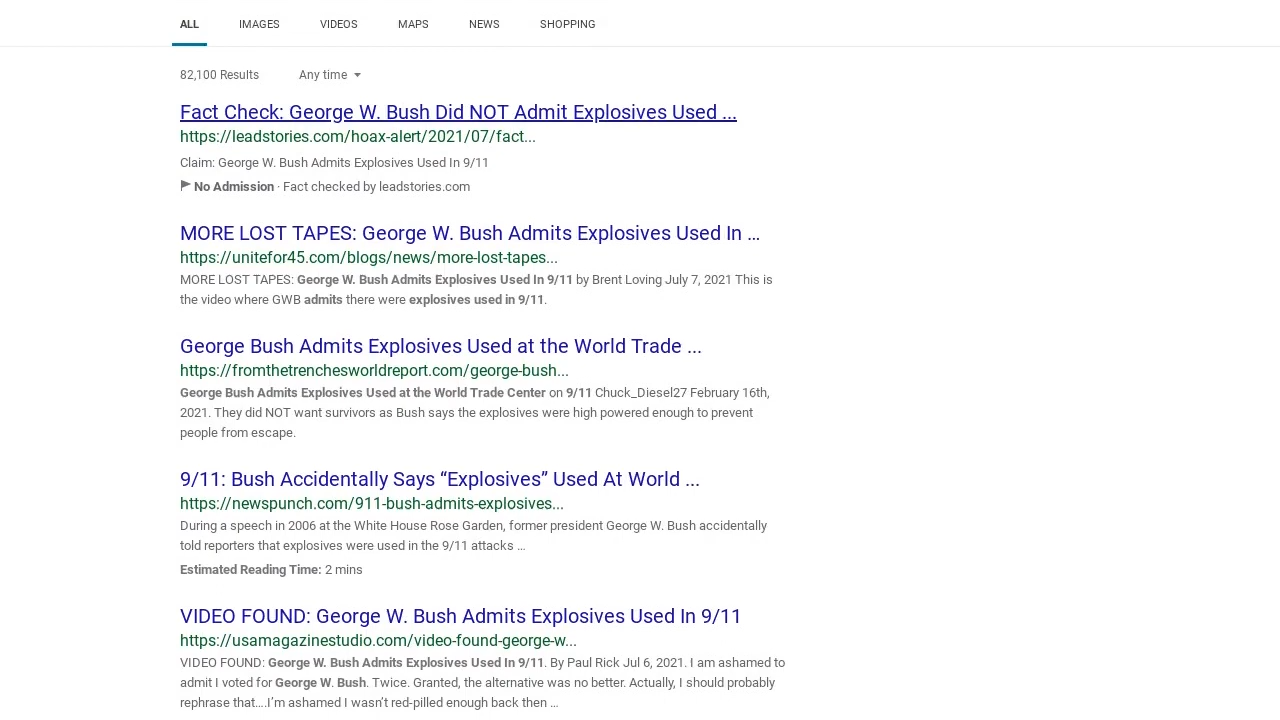 ALL IMAGES VIDEOS MAPS NEWS SHOPPING
82,100 Results Any time
Fact Check: George W. Bush Did NOT Admit Explosives Used ...
https://leadstories.com/hoax-alert/2021/07/fact...
Claim: George W. Bush Admits Explosives Used In 9/11
No Admission · Fact checked by leadstories.com
MORE LOST TAPES: George W. Bush Admits Explosives Used In …
https://unitefor45.com/blogs/news/more-lost-tapes...
MORE LOST TAPES: George W. Bush Admits Explosives Used In 9/11 by Brent Loving July 7, 2021 This is
the video where GWB admits there were explosives used in 9/11.
George Bush Admits Explosives Used at the World Trade ...
https://fromthetrenchesworldreport.com/george-bush...
George Bush Admits Explosives Used at the World Trade Center on 9/11 Chuck_Diesel27 February 16th,
2021. They did NOT want survivors as Bush says the explosives were high powered enough to prevent
people from escape.
9/11: Bush Accidentally Says “Explosives” Used At World ...
https://newspunch.com/911-bush-admits-explosives...
During a speech in 2006 at the White House Rose Garden, former president George W. Bush accidentally
told reporters that explosives were used in the 9/11 attacks …
Estimated Reading Time: 2 mins
VIDEO FOUND: George W. Bush Admits Explosives Used In 9/11
https://usamagazinestudio.com/video-found-george-w...
VIDEO FOUND: George W. Bush Admits Explosives Used In 9/11. By Paul Rick Jul 6, 2021. I am ashamed to
admit I voted for George W. Bush. Twice. Granted, the alternative was no better. Actually, I should probably
rephrase that….I’m ashamed I wasn’t red-pilled enough back then …